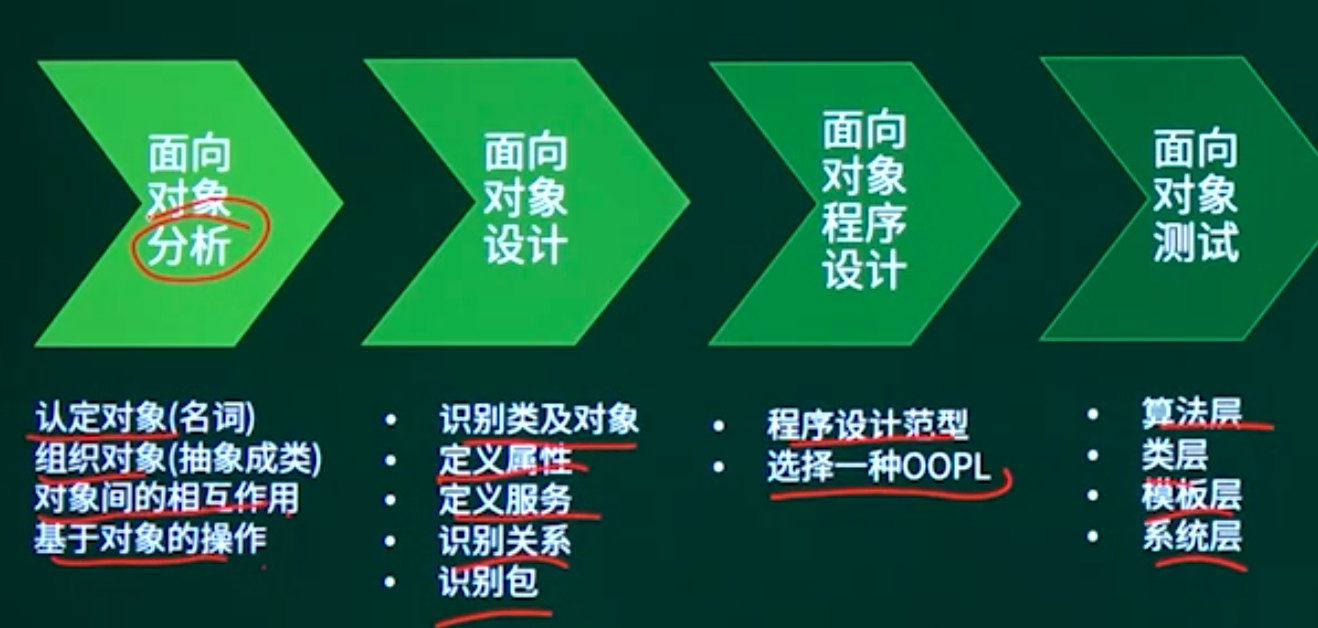 面向
对象
分析
面向
对象
设计
面向
对象
程序
设计
面向
对象
测试
认定对象(名词)
组织对象(抽象成类)
对象间的相互作用
基于对象的操作
• 识别类及对象
• 定义属性
• 定义服务
• 识别关系
• 识别包
• 程序设计范型
• 选择一种OOPL
• 算法层
• 类层
• 模板层
• 系统层